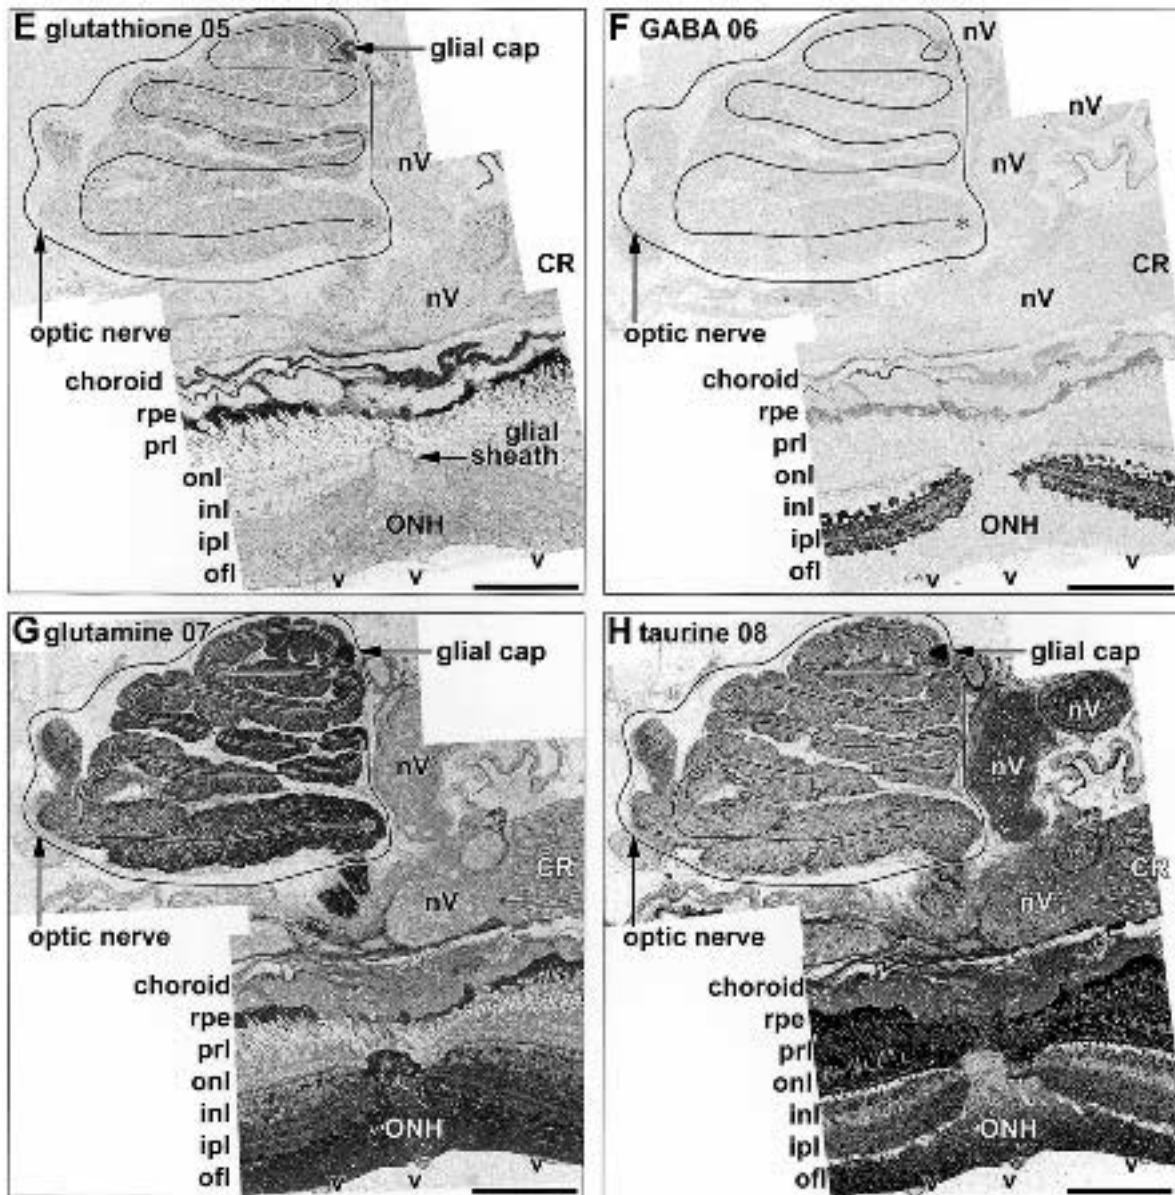 E glutathione 05
glial cap
nV
nV
CR
optic nerve
choroid
rpe
prl
onl
inl
ipl
ofl
glial
sheath
ONH
v v v
F GABA 06
nV
nV
nV
nV
CR
optic nerve
choroid
rpe
prl
onl
inl
ipl
ofl
ONH
v v v
G glutamine 07
glial cap
nV
nV
CR
optic nerve
choroid
rpe
prl
onl
inl
ipl
ofl
ONH
v v v
H taurine 08
glial cap
nV
nV
nV
CR
optic nerve
choroid
rpe
prl
onl
inl
ipl
ofl
ONH
v v v